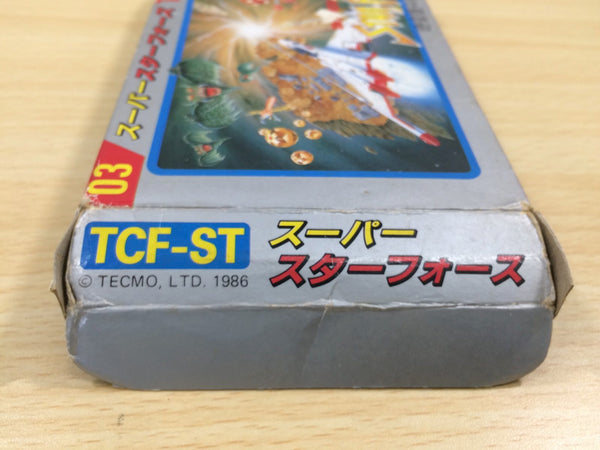 03 スーパースターフォース
TCF-ST
スーパー
スターフォース
© TECMO, LTD. 1986